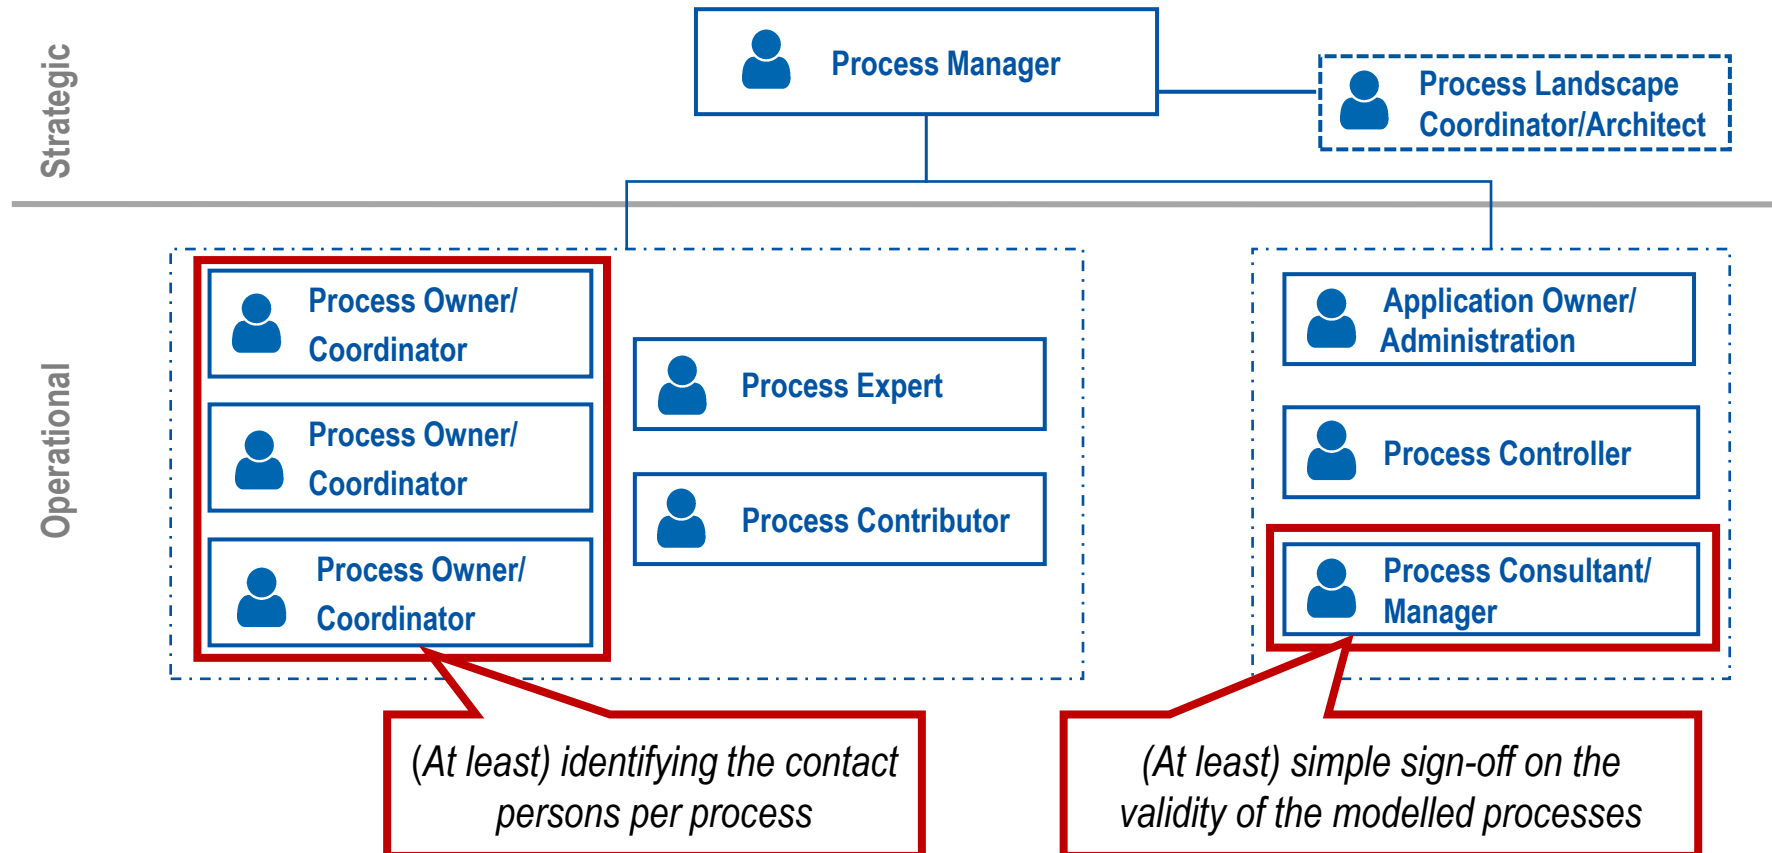 Strategic
Process Manager
Process Landscape
Coordinator/Architect
Operational
Process Owner/
Coordinator
Process Owner/
Coordinator
Process Owner/
Coordinator
Process Expert
Process Contributor
Application Owner/
Administration
Process Controller
Process Consultant/
Manager
(At least) identifying the contact
persons per process
(At least) simple sign-off on the
validity of the modelled processes